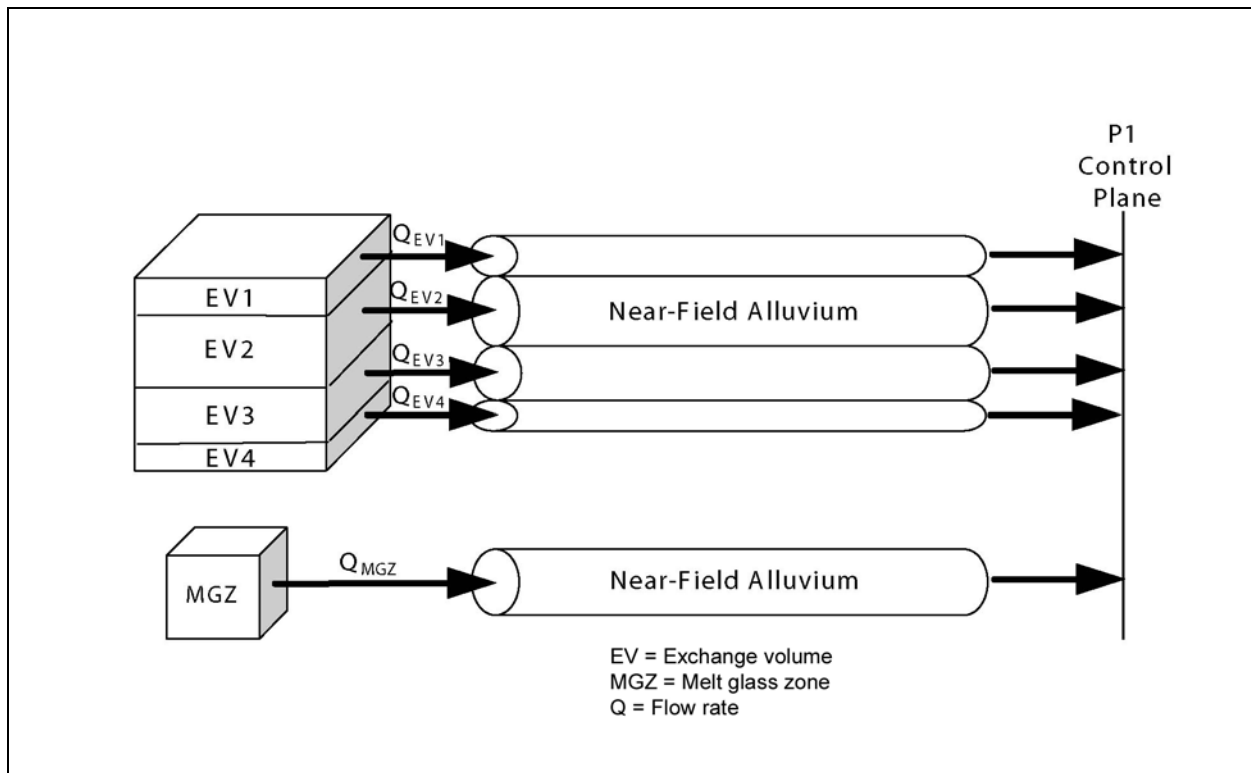 P1
Control
Plane
QEV1
EV1
QEV2
Near-Field Alluvium
EV2
QEV3
EV3
QEV4
EV4
QMGZ
MGZ
Near-Field Alluvium
EV = Exchange volume
MGZ = Melt glass zone
Q = Flow rate